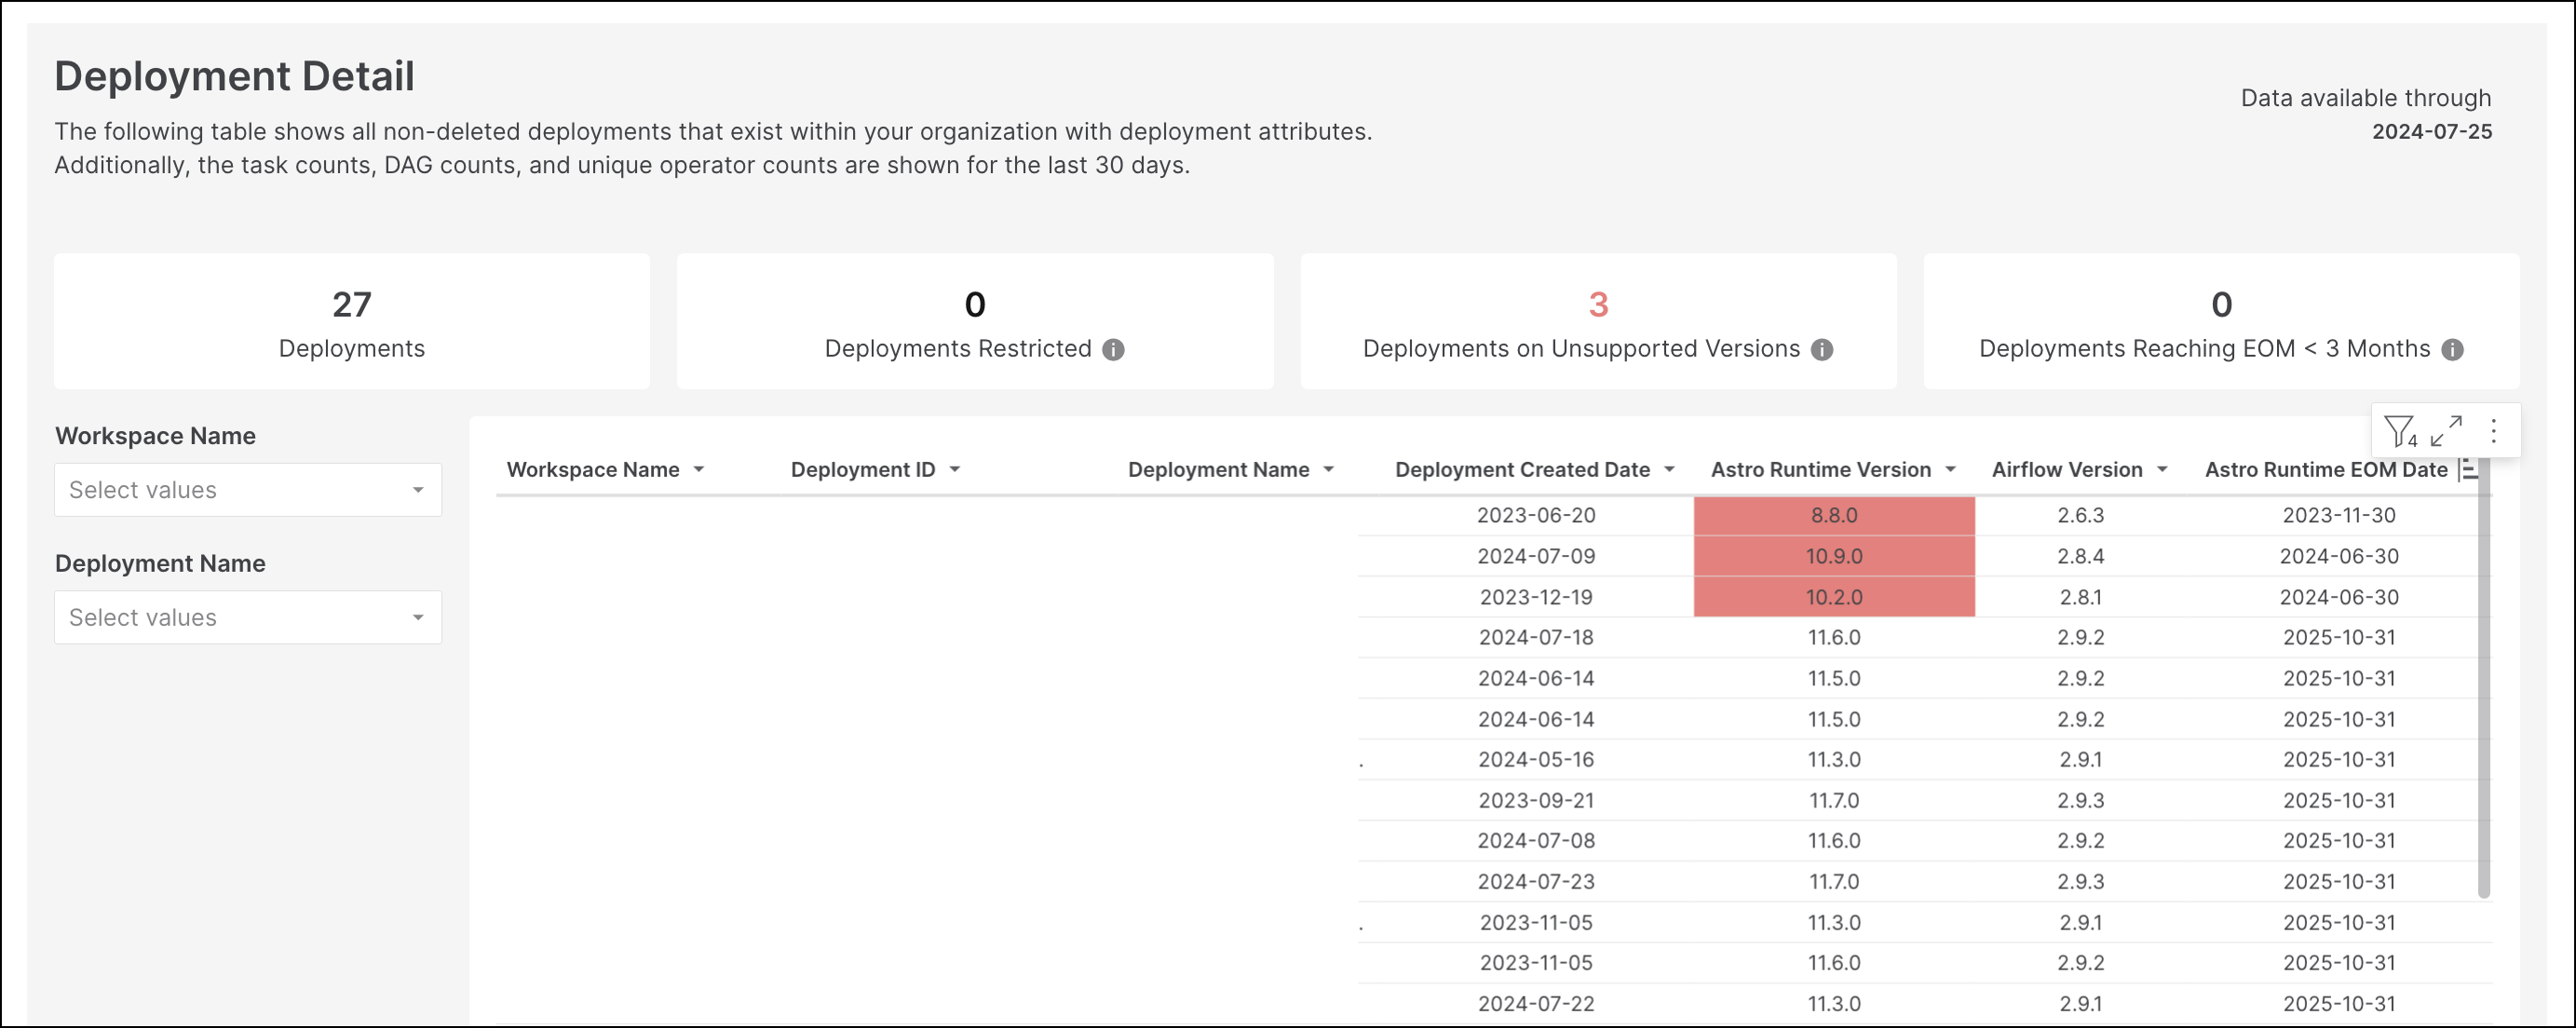 Deployment Detail
The following table shows all non-deleted deployments that exist within your organization with deployment attributes.
Additionally, the task counts, DAG counts, and unique operator counts are shown for the last 30 days.
Data available through
2024-07-25
27
Deployments
0
Deployments Restricted
3
Deployments on Unsupported Versions
0
Deployments Reaching EOM < 3 Months
Workspace Name
Select values
Deployment Name
Select values
4
Workspace Name Deployment ID Deployment Name Deployment Created Date Astro Runtime Version Airflow Version Astro Runtime EOM Date
2023-06-20 8.8.0 2.6.3 2023-11-30
2024-07-09 10.9.0 2.8.4 2024-06-30
2023-12-19 10.2.0 2.8.1 2024-06-30
2024-07-18 11.6.0 2.9.2 2025-10-31
2024-06-14 11.5.0 2.9.2 2025-10-31
2024-06-14 11.5.0 2.9.2 2025-10-31
. 2024-05-16 11.3.0 2.9.1 2025-10-31
2023-09-21 11.7.0 2.9.3 2025-10-31
2024-07-08 11.6.0 2.9.2 2025-10-31
2024-07-23 11.7.0 2.9.3 2025-10-31
. 2023-11-05 11.3.0 2.9.1 2025-10-31
2023-11-05 11.6.0 2.9.2 2025-10-31
2024-07-22 11.3.0 2.9.1 2025-10-31